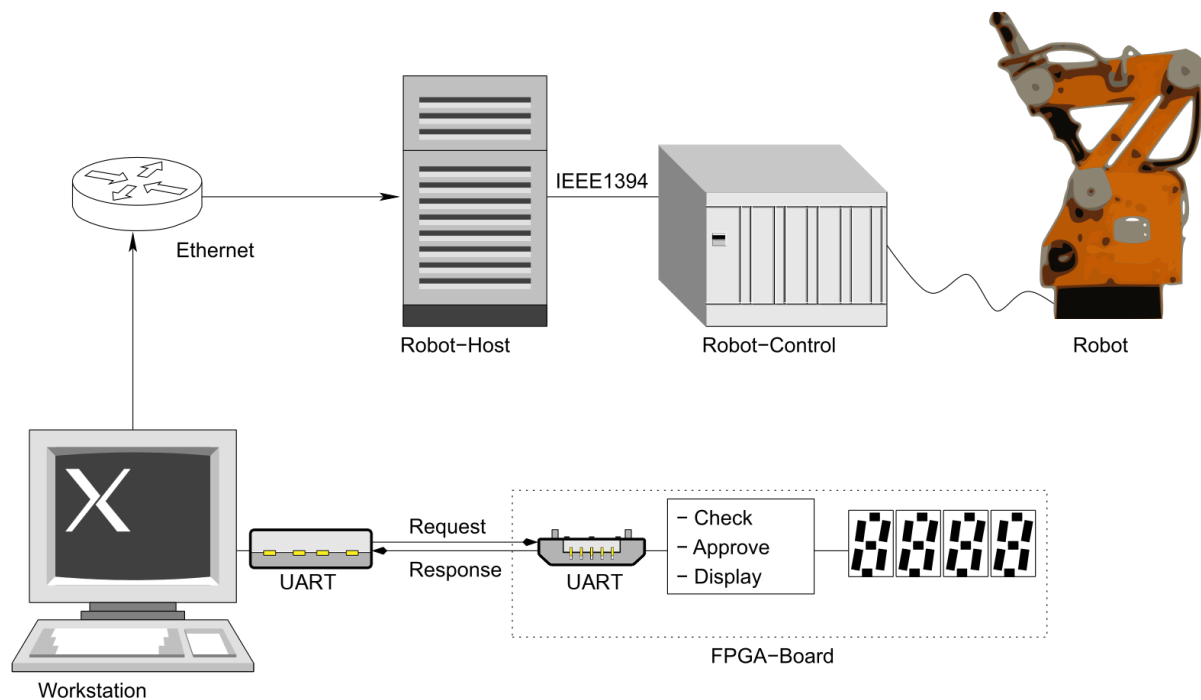 IEEE1394
Ethernet
Robot−Host
Robot−Control
Robot
X
Request
Response
UART
UART
− Check
− Approve
− Display
FPGA−Board
Workstation